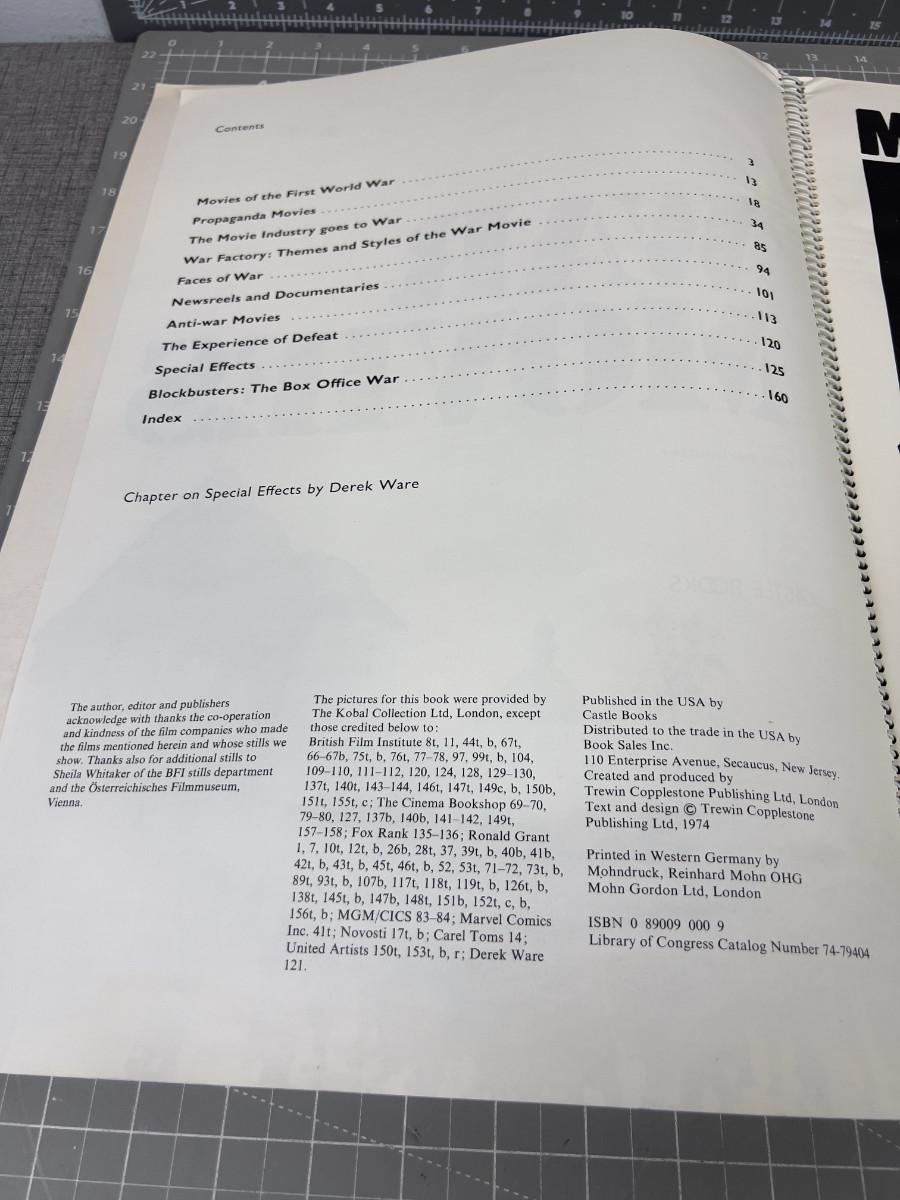 Contents
Movies of the First World War 3
Propaganda Movies 13
The Movie Industry goes to War 18
War Factory: Themes and Styles of the War Movie 34
Faces of War 85
Newsreels and Documentaries 94
Anti-war Movies 101
The Experience of Defeat 113
Special Effects 120
Blockbusters: The Box Office War 125
Index 160
Chapter on Special Effects by Derek Ware
The author, editor and publishers
acknowledge with thanks the co-operation
and kindness of the film companies who made
the films mentioned herein and whose stills we
show. Thanks also for additional stills to
Sheila Whitaker of the BFI stills department
and the Österreichisches Filmmuseum,
Vienna.
The pictures for this book were provided by
The Kobal Collection Ltd, London, except
those credited below to:
British Film Institute 8t, 11, 44t, b, 67t,
66–67b, 75t, b, 76t, 77–78, 97, 99t, b, 104,
109–110, 111–112, 120, 124, 128, 129–130,
137t, 140t, 143–144, 146t, 147t, 149c, b, 150b,
151t, 155t, c; The Cinema Bookshop 69–70,
79–80, 127, 137b, 140b, 141–142, 149t,
157–158; Fox Rank 135–136; Ronald Grant
1, 7, 10t, 12t, b, 26b, 28t, 37, 39t, b, 40b, 41b,
42t, b, 43t, b, 45t, 46t, b, 52, 53t, 71–72, 73t, b,
89t, 93t, b, 107b, 117t, 118t, 119t, b, 126t, b,
138t, 145t, b, 147b, 148t, 151b, 152t, c, b,
156t, b; MGM/CICS 83–84; Marvel Comics
Inc. 41t; Novosti 17t, b; Carel Toms 14;
United Artists 150t, 153t, b, r; Derek Ware
121.
Published in the USA by
Castle Books
Distributed to the trade in the USA by
Book Sales Inc.
110 Enterprise Avenue, Secaucus, New Jersey.
Created and produced by
Trewin Copplestone Publishing Ltd, London
Text and design © Trewin Copplestone
Publishing Ltd, 1974
Printed in Western Germany by
Mohndruck, Reinhard Mohn OHG
Mohn Gordon Ltd, London
ISBN 0 89009 000 9
Library of Congress Catalog Number 74-79404
M